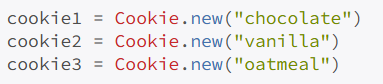 cookie1 = Cookie.new("chocolate")
cookie2 = Cookie.new("vanilla")
cookie3 = Cookie.new("oatmeal")